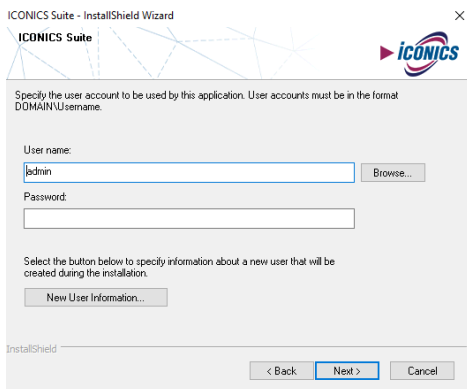 ICONICS Suite - InstallShield Wizard
ICONICS Suite
ICONICS
Specify the user account to be used by this application. User accounts must be in the format
DOMAIN\Username.
User name:
admin
Browse...
Password:
Select the button below to specify information about a new user that will be
created during the installation.
New User Information...
InstallShield
< Back
Next >
Cancel